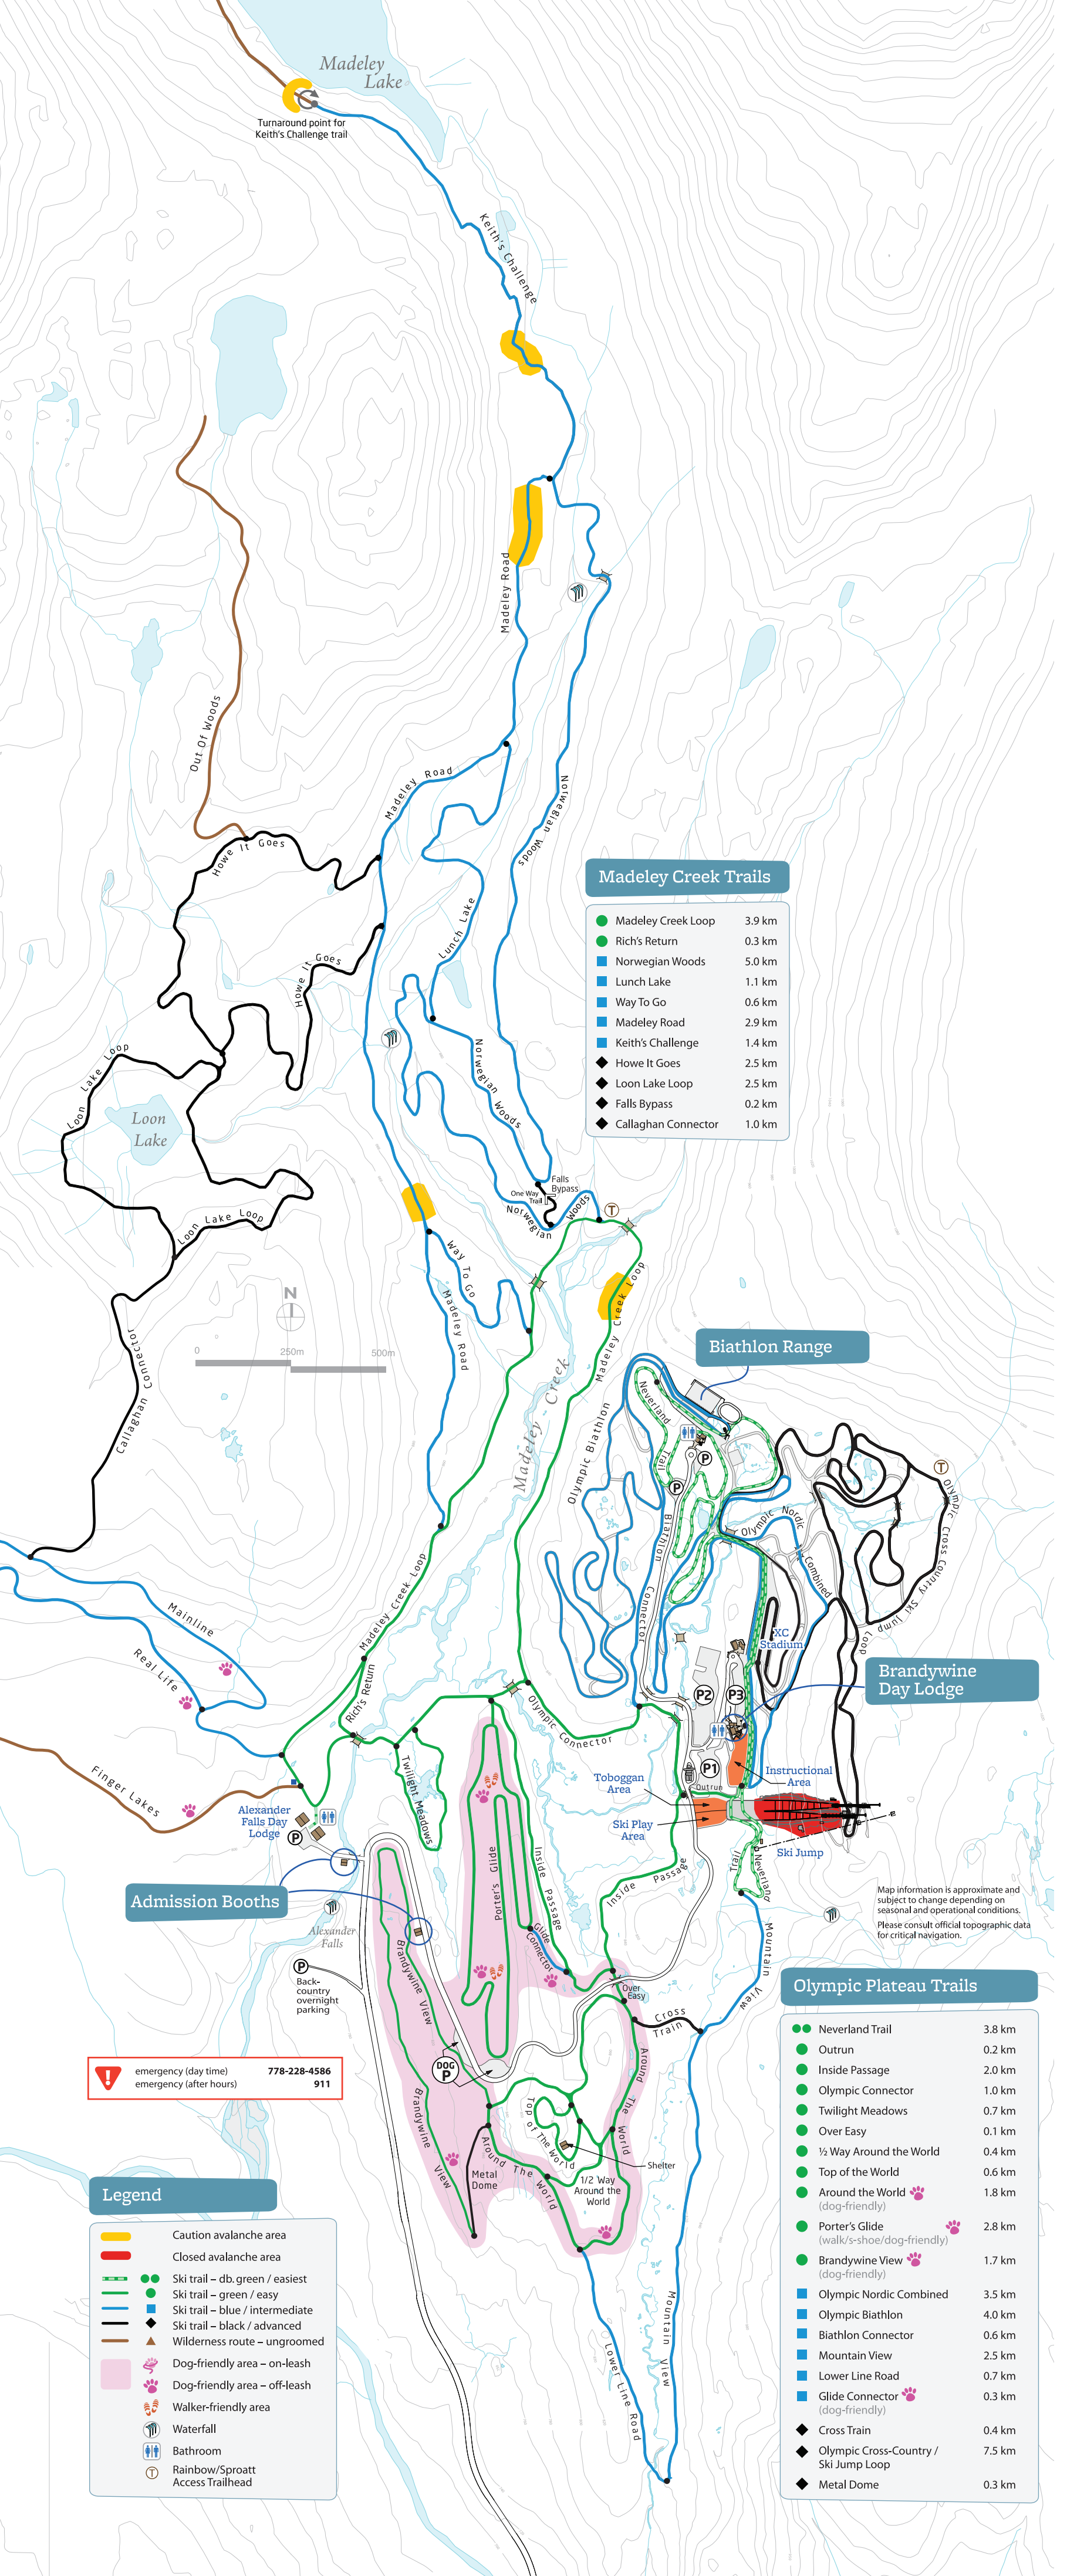 Madeley
Lake
Turnaround point for
Keith's Challenge trail
Keith's Challenge
Madeley Road
Out Of Woods
Madeley Road
Norwegian Woods
Howe It Goes
Lunch Lake
Howe It Goes
Madeley Creek Trails
Madeley Creek Loop 3.9 km
Rich's Return 0.3 km
Norwegian Woods 5.0 km
Lunch Lake 1.1 km
Way To Go 0.6 km
Madeley Road 2.9 km
Keith's Challenge 1.4 km
Howe It Goes 2.5 km
Loon Lake Loop 2.5 km
Falls Bypass 0.2 km
Callaghan Connector 1.0 km
Loon Lake Loop
Loon
Lake
Norwegian Woods
Falls
Bypass
One Way
Trail
Norwegian Woods
T
Loon Lake Loop
Way To Go
Madeley Road
Madeley Creek Loop
N
0 250m 500m
Callaghan Connector
Madeley Creek
Biathlon Range
Neverland Trail
P
P
Olympic Biathlon
Biathlon Connector
T
Olympic Nordic Combined
Olympic Cross Country / Ski Jump Loop
Madeley Creek Loop
Mainline
Real Life
Rich's Return
XC
Stadium
Brandywine
Day Lodge
P2
P3
P1
Olympic Connector
Finger Lakes
Twilight Meadows
Toboggan
Area
Outrun
Instructional
Area
Ski Play
Area
Ski Jump
Alexander
Falls Day
Lodge
P
Porter's Glide
Inside Passage
Inside Passage
Neverland Trail
Admission Booths
Alexander
Falls
Glide
Connector
Brandywine View
P
Back-
country
overnight
parking
Mountain View
Map information is approximate and
subject to change depending on
seasonal and operational conditions.
Please consult official topographic data
for critical navigation.
Over
Easy
Cross
Train
DOG
P
Around The World
emergency (day time) 778-228-4586
emergency (after hours) 911
Brandywine View
Top of The World
Around The World
Metal
Dome
Shelter
1/2 Way
Around the
World
Olympic Plateau Trails
Neverland Trail 3.8 km
Outrun 0.2 km
Inside Passage 2.0 km
Olympic Connector 1.0 km
Twilight Meadows 0.7 km
Over Easy 0.1 km
½ Way Around the World 0.4 km
Top of the World 0.6 km
Around the World 1.8 km
(dog-friendly)
Porter's Glide 2.8 km
(walk/s-shoe/dog-friendly)
Brandywine View 1.7 km
(dog-friendly)
Olympic Nordic Combined 3.5 km
Olympic Biathlon 4.0 km
Biathlon Connector 0.6 km
Mountain View 2.5 km
Lower Line Road 0.7 km
Glide Connector 0.3 km
(dog-friendly)
Cross Train 0.4 km
Olympic Cross-Country / 7.5 km
Ski Jump Loop
Metal Dome 0.3 km
Mountain View
Lower Line Road
Legend
Caution avalanche area
Closed avalanche area
Ski trail – db. green / easiest
Ski trail – green / easy
Ski trail – blue / intermediate
Ski trail – black / advanced
Wilderness route – ungroomed
Dog-friendly area – on-leash
Dog-friendly area – off-leash
Walker-friendly area
Waterfall
Bathroom
T Rainbow/Sproatt
Access Trailhead